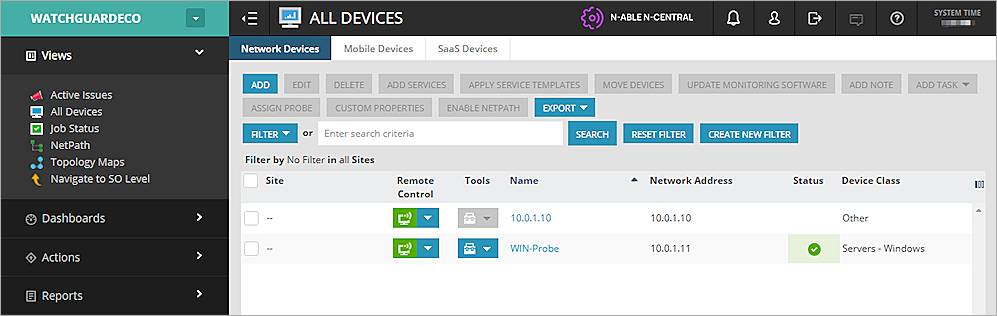 WATCHGUARDECO
ALL DEVICES
N-ABLE N-CENTRAL
SYSTEM TIME
Views
Active Issues
All Devices
Job Status
NetPath
Topology Maps
Navigate to SO Level
Dashboards
Actions
Reports
Network Devices Mobile Devices SaaS Devices
ADD EDIT DELETE ADD SERVICES APPLY SERVICE TEMPLATES MOVE DEVICES UPDATE MONITORING SOFTWARE ADD NOTE ADD TASK
ASSIGN PROBE CUSTOM PROPERTIES ENABLE NETPATH EXPORT
FILTER or Enter search criteria SEARCH RESET FILTER CREATE NEW FILTER
Filter by No Filter in all Sites
Site Remote Control Tools Name Network Address Status Device Class
-- 10.0.1.10 10.0.1.10 Other
-- WIN-Probe 10.0.1.11 Servers - Windows